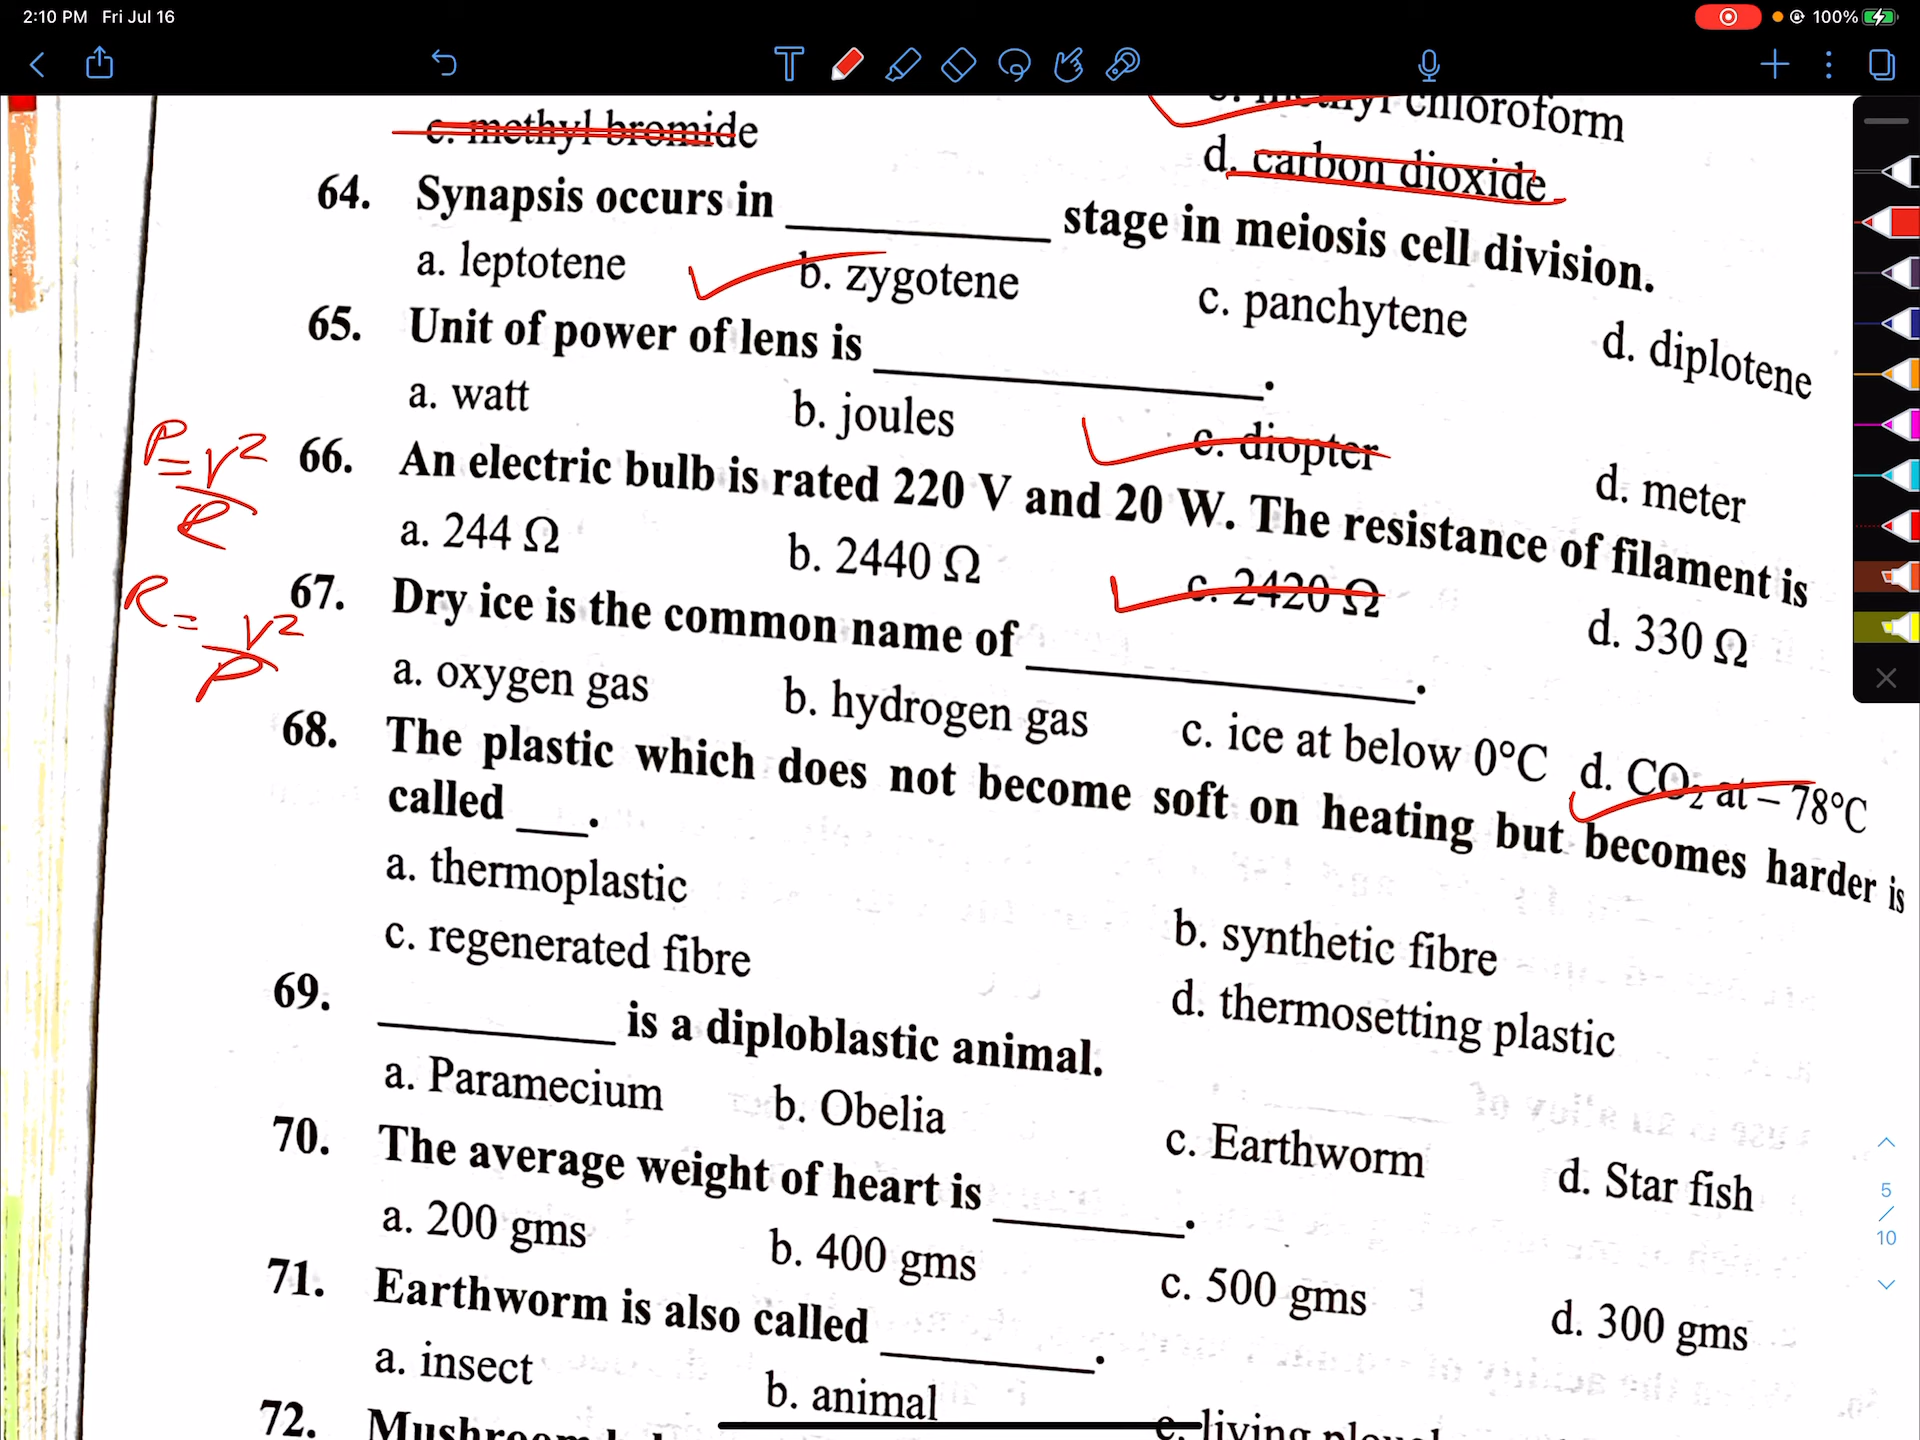 2:10 PM Fri Jul 16
100%
methyl chloroform
c. methyl bromide
d. carbon dioxide
64. Synapsis occurs in __________ stage in meiosis cell division.
a. leptotene b. zygotene c. panchytene d. diplotene
65. Unit of power of lens is __________.
a. watt b. joules c. diopter d. meter
P = V²/R
66. An electric bulb is rated 220 V and 20 W. The resistance of filament is
a. 244 Ω b. 2440 Ω c. 2420 Ω d. 330 Ω
R = V²/P
67. Dry ice is the common name of __________.
a. oxygen gas b. hydrogen gas c. ice at below 0°C d. CO₂ at – 78°C
68. The plastic which does not become soft on heating but becomes harder is
called ___.
a. thermoplastic b. synthetic fibre
c. regenerated fibre d. thermosetting plastic
69. __________ is a diploblastic animal.
a. Paramecium b. Obelia c. Earthworm d. Star fish
70. The average weight of heart is ________.
a. 200 gms b. 400 gms c. 500 gms d. 300 gms
71. Earthworm is also called ________.
a. insect b. animal c. living
72.
5
/
10